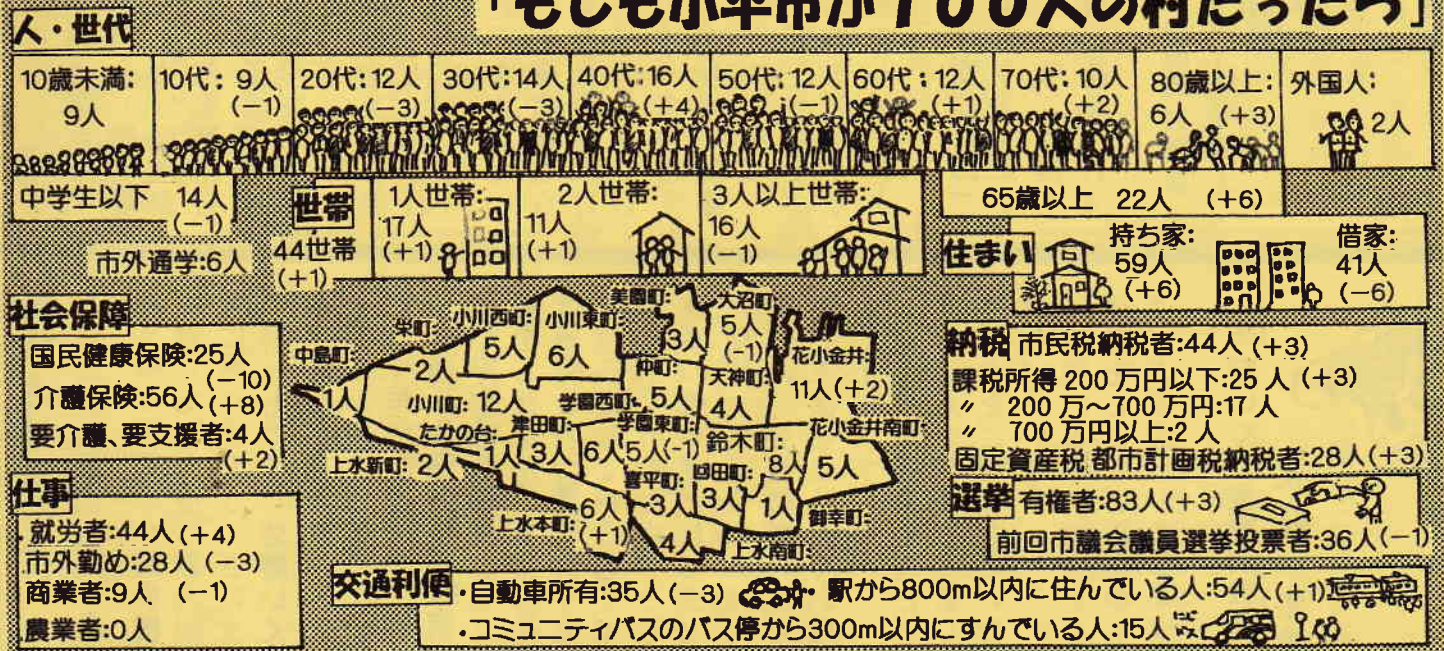 「もしも小平市が100人の村だったら」
人・世代
10歳未満:
9人
10代：9人
(-1)
20代:12人
(-3)
30代:14人
(-3)
40代:16人
(+4)
50代:12人
(-1)
60代:12人
(+1)
70代:10人
(+2)
80歳以上:
6人 (+3)
外国人:
2人
中学生以下 14人
(-1)
市外通学:6人
世帯
44世帯
(+1)
1人世帯:
17人
(+1)
2人世帯:
11人
(+1)
3人以上世帯:
16人
(-1)
65歳以上 22人 (+6)
住まい
持ち家:
59人
(+6)
借家:
41人
(-6)
社会保障
国民健康保険:25人
(-10)
介護保険:56人
(+8)
要介護、要支援者:4人
(+2)
仕事
・就労者:44人(+4)
市外勤め:28人 (-3)
商業者:9人 (-1)
農業者:0人
中島町:
1人
栄町:
2人
小川西町:
5人
小川東町:
6人
美園町:
3人
大沼町:
5人
(-1)
花小金井:
11人(+2)
仲町:
5人
天神町:
4人
小川町: 12人
学園西町:
6人
たかの台:
1人
津田町:
3人
学園東町:
5人(-1)
鈴木町:
8人
花小金井南町:
5人
上水新町: 2人
喜平町:
3人
回田町:
3人
1人
御幸町:
上水本町:
6人
(+1)
4人
上水南町:
納税 市民税納税者:44人(+3)
課税所得 200万円以下:25人 (+3)
〃 200万～700万円:17人
〃 700万円以上:2人
固定資産税 都市計画税納税者:28人(+3)
選挙 有権者:83人(+3)
前回市議会議員選挙投票者:36人(-1)
交通利便
・自動車所有:35人(-3)
・駅から800m以内に住んでいる人:54人(+1)
・コミュニティバスのバス停から300m以内にすんでいる人:15人